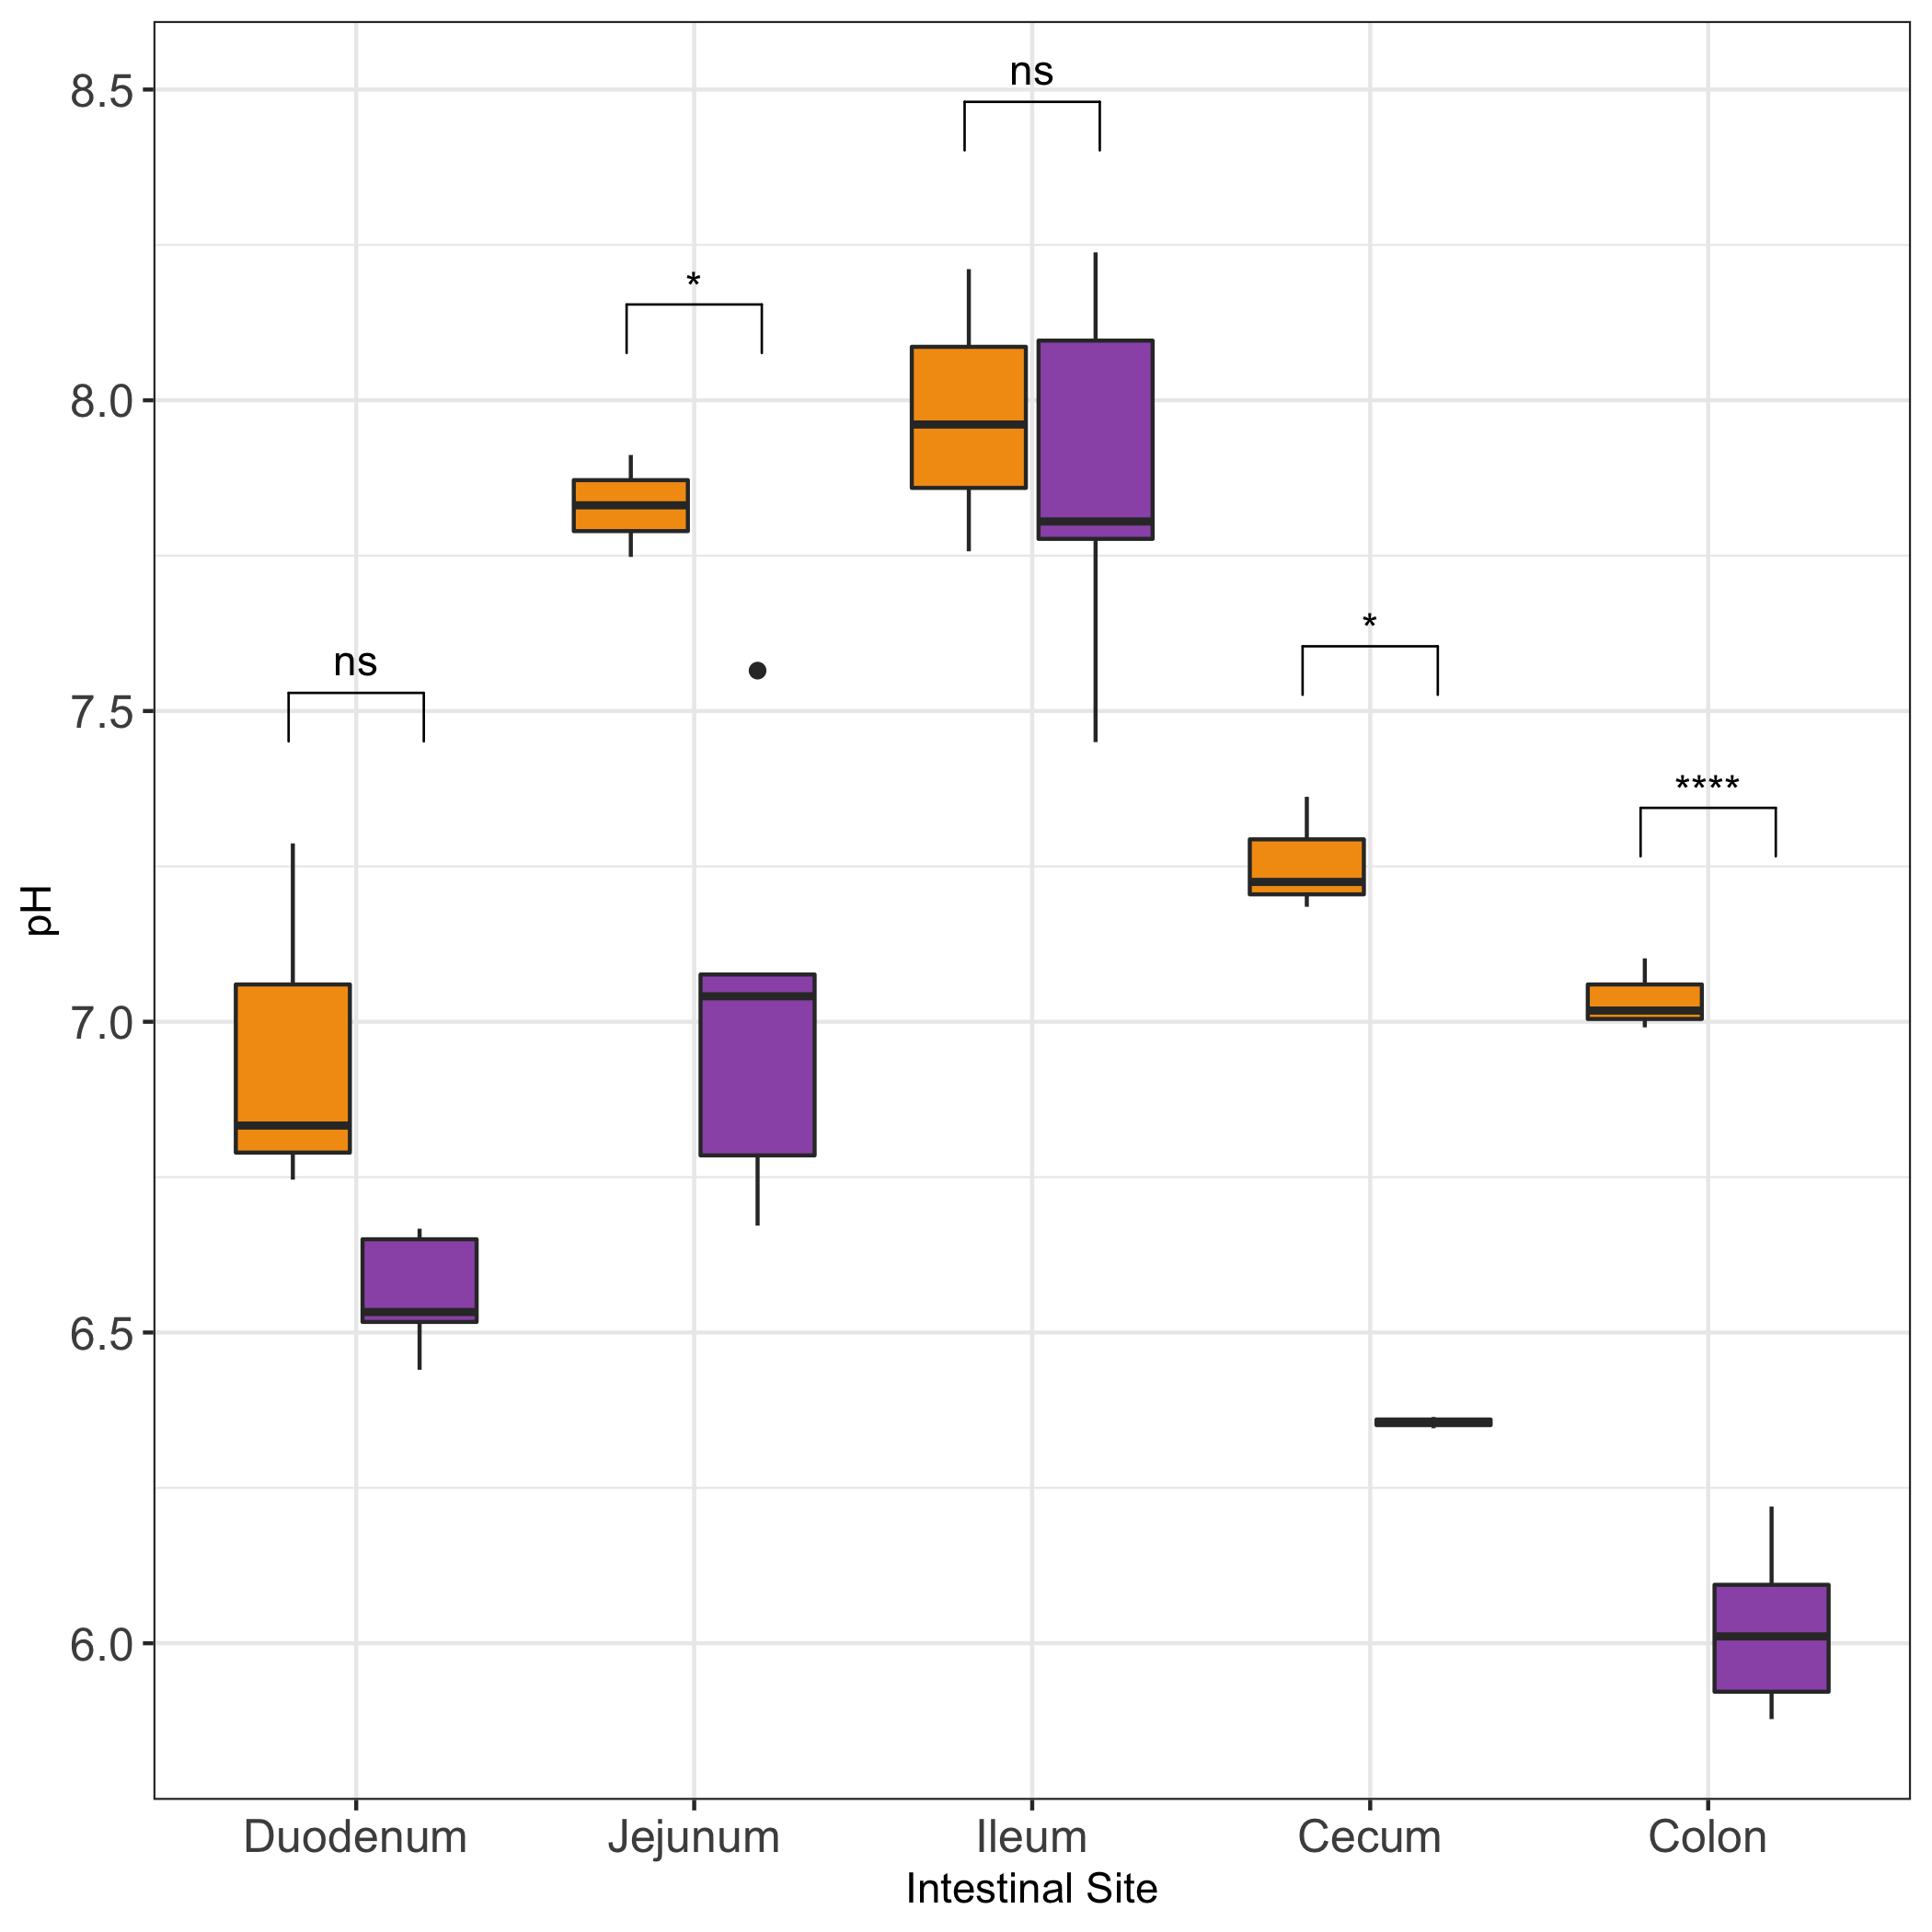 ns
8.5
*
8.0
*
ns
7.5
****
pH
7.0
6.5
6.0
Duodenum Jejunum Ileum Cecum Colon
Intestinal Site